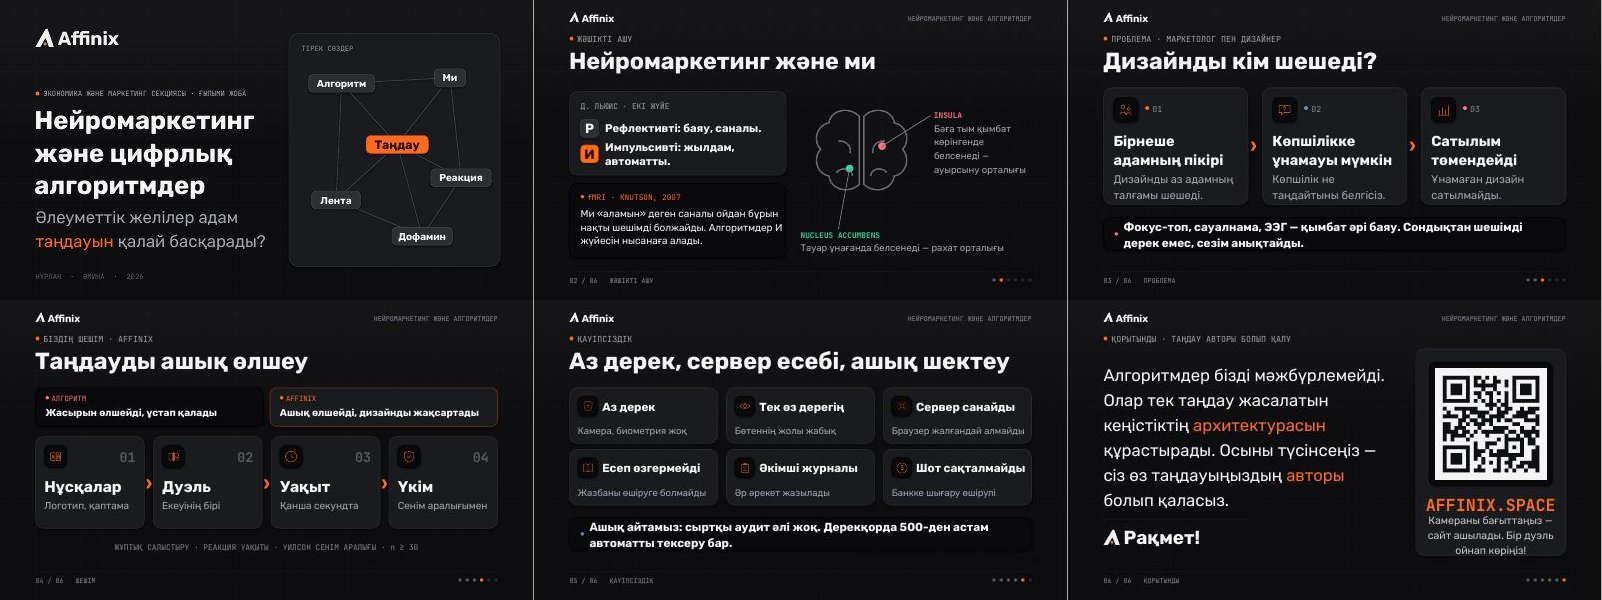 Affinix
ЭКОНОМИКА ЖӘНЕ МАРКЕТИНГ СЕКЦИЯСЫ · ҒЫЛЫМИ ЖОБА
Нейромаркетинг
және цифрлық
алгоритмдер
Әлеуметтік желілер адам
таңдауын қалай басқарады?
НҰРЛАН · ӘМИНА · 2026
ТІРЕК СӨЗДЕР
Алгоритм
Ми
Таңдау
Реакция
Лента
Дофамин
Affinix
НЕЙРОМАРКЕТИНГ ЖӘНЕ АЛГОРИТМДЕР
ЖӘШІКТІ АШУ
Нейромаркетинг және ми
Д. ЛЬЮИС · ЕКІ ЖҮЙЕ
Р Рефлективті: баяу, саналы.
И Импульсивті: жылдам,
автоматты.
fMRI · KNUTSON, 2007
Ми «аламын» деген саналы ойдан бұрын
нақты шешімді болжайды. Алгоритмдер И
жүйесін нысанаға алады.
INSULA
Баға тым қымбат
көрінгенде
белсенеді —
ауырсыну орталығы
NUCLEUS ACCUMBENS
Тауар ұнағанда белсенеді — рахат орталығы
02 / 06 ЖӘШІКТІ АШУ
Affinix
НЕЙРОМАРКЕТИНГ ЖӘНЕ АЛГОРИТМДЕР
ПРОБЛЕМА · МАРКЕТОЛОГ ПЕН ДИЗАЙНЕР
Дизайнды кім шешеді?
01
Бірнеше
адамның пікірі
Дизайнды аз адамның
талғамы шешеді.
02
Көпшілікке
ұнамауы мүмкін
Көпшілік не
таңдайтыны белгісіз.
03
Сатылым
төмендейді
Ұнамаған дизайн
сатылмайды.
Фокус-топ, сауалнама, ЭЭГ — қымбат әрі баяу. Сондықтан шешімді
дерек емес, сезім анықтайды.
03 / 06 ПРОБЛЕМА
Affinix
НЕЙРОМАРКЕТИНГ ЖӘНЕ АЛГОРИТМДЕР
БІЗДІҢ ШЕШІМ · AFFINIX
Таңдауды ашық өлшеу
АЛГОРИТМ
Жасырын өлшейді, ұстап қалады
AFFINIX
Ашық өлшейді, дизайнды жақсартады
01
Нұсқалар
Логотип, қаптама
02
Дуэль
Екеуінің бірі
03
Уақыт
Қанша секундта
04
Үкім
Сенім аралығымен
ЖҰПТЫҚ САЛЫСТЫРУ · РЕАКЦИЯ УАҚЫТЫ · УИЛСОН СЕНІМ АРАЛЫҒЫ · n ≥ 30
04 / 06 ШЕШІМ
Affinix
НЕЙРОМАРКЕТИНГ ЖӘНЕ АЛГОРИТМДЕР
ҚАУІПСІЗДІК
Аз дерек, сервер есебі, ашық шектеу
Аз дерек
Камера, биометрия жоқ
Тек өз дерегің
Бөтеннің жолы жабық
Сервер санайды
Браузер жалғандай алмайды
Есеп өзгермейді
Жазбаны өшіруге болмайды
Әкімші журналы
Әр әрекет жазылады
Шот сақталмайды
Банкке шығару өшірулі
Ашық айтамыз: сыртқы аудит әлі жоқ. Дерекқорда 500-ден астам
автоматты тексеру бар.
05 / 06 ҚАУІПСІЗДІК
Affinix
НЕЙРОМАРКЕТИНГ ЖӘНЕ АЛГОРИТМДЕР
ҚОРЫТЫНДЫ · ТАҢДАУ АВТОРЫ БОЛЫП ҚАЛУ
Алгоритмдер бізді мәжбүрлемейді.
Олар тек таңдау жасалатын
кеңістіктің архитектурасын
құрастырады. Осыны түсінсеңіз —
сіз өз таңдауыңыздың авторы
болып қаласыз.
Рақмет!
AFFINIX.SPACE
Камераны бағыттаңыз —
сайт ашылады. Бір дуэль
ойнап көріңіз!
06 / 06 ҚОРЫТЫНДЫ